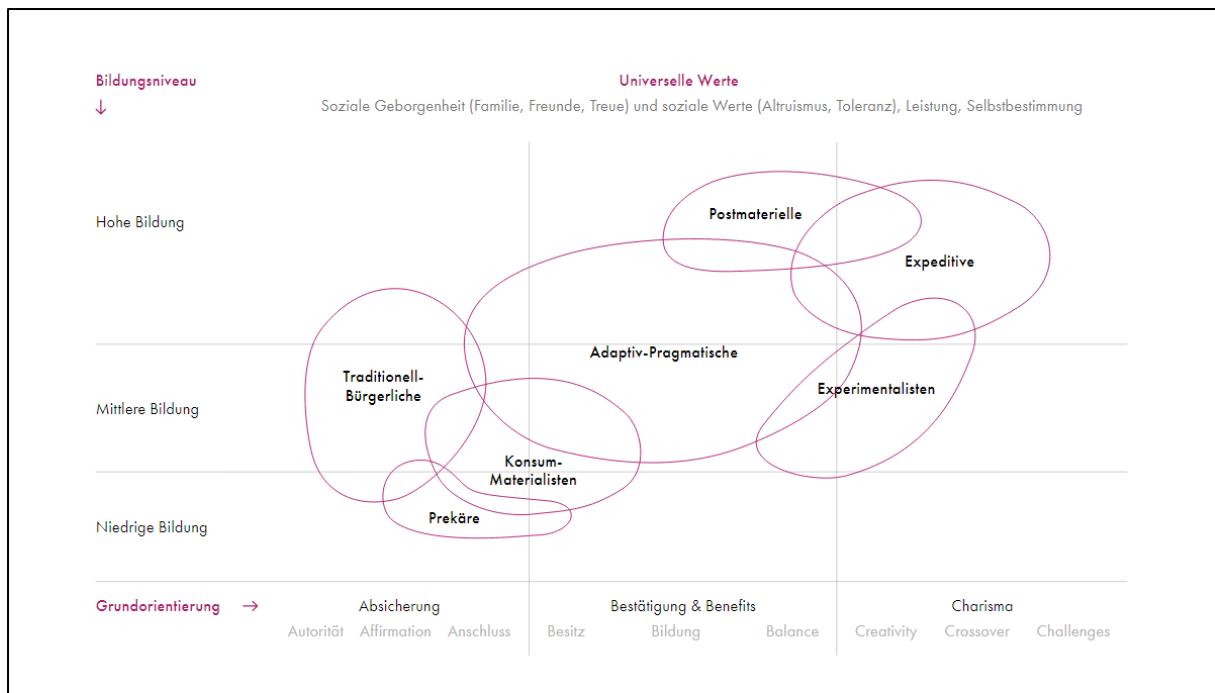 Bildungsniveau
Universelle Werte
Soziale Geborgenheit (Familie, Freunde, Treue) und soziale Werte (Altruismus, Toleranz), Leistung, Selbstbestimmung
Hohe Bildung
Postmaterielle
Expeditive
Adaptiv-Pragmatische
Traditionell-
Bürgerliche
Experimentalisten
Mittlere Bildung
Konsum-
Materialisten
Prekäre
Niedrige Bildung
Grundorientierung
Absicherung
Bestätigung & Benefits
Charisma
Autorität
Affirmation
Anschluss
Besitz
Bildung
Balance
Creativity
Crossover
Challenges